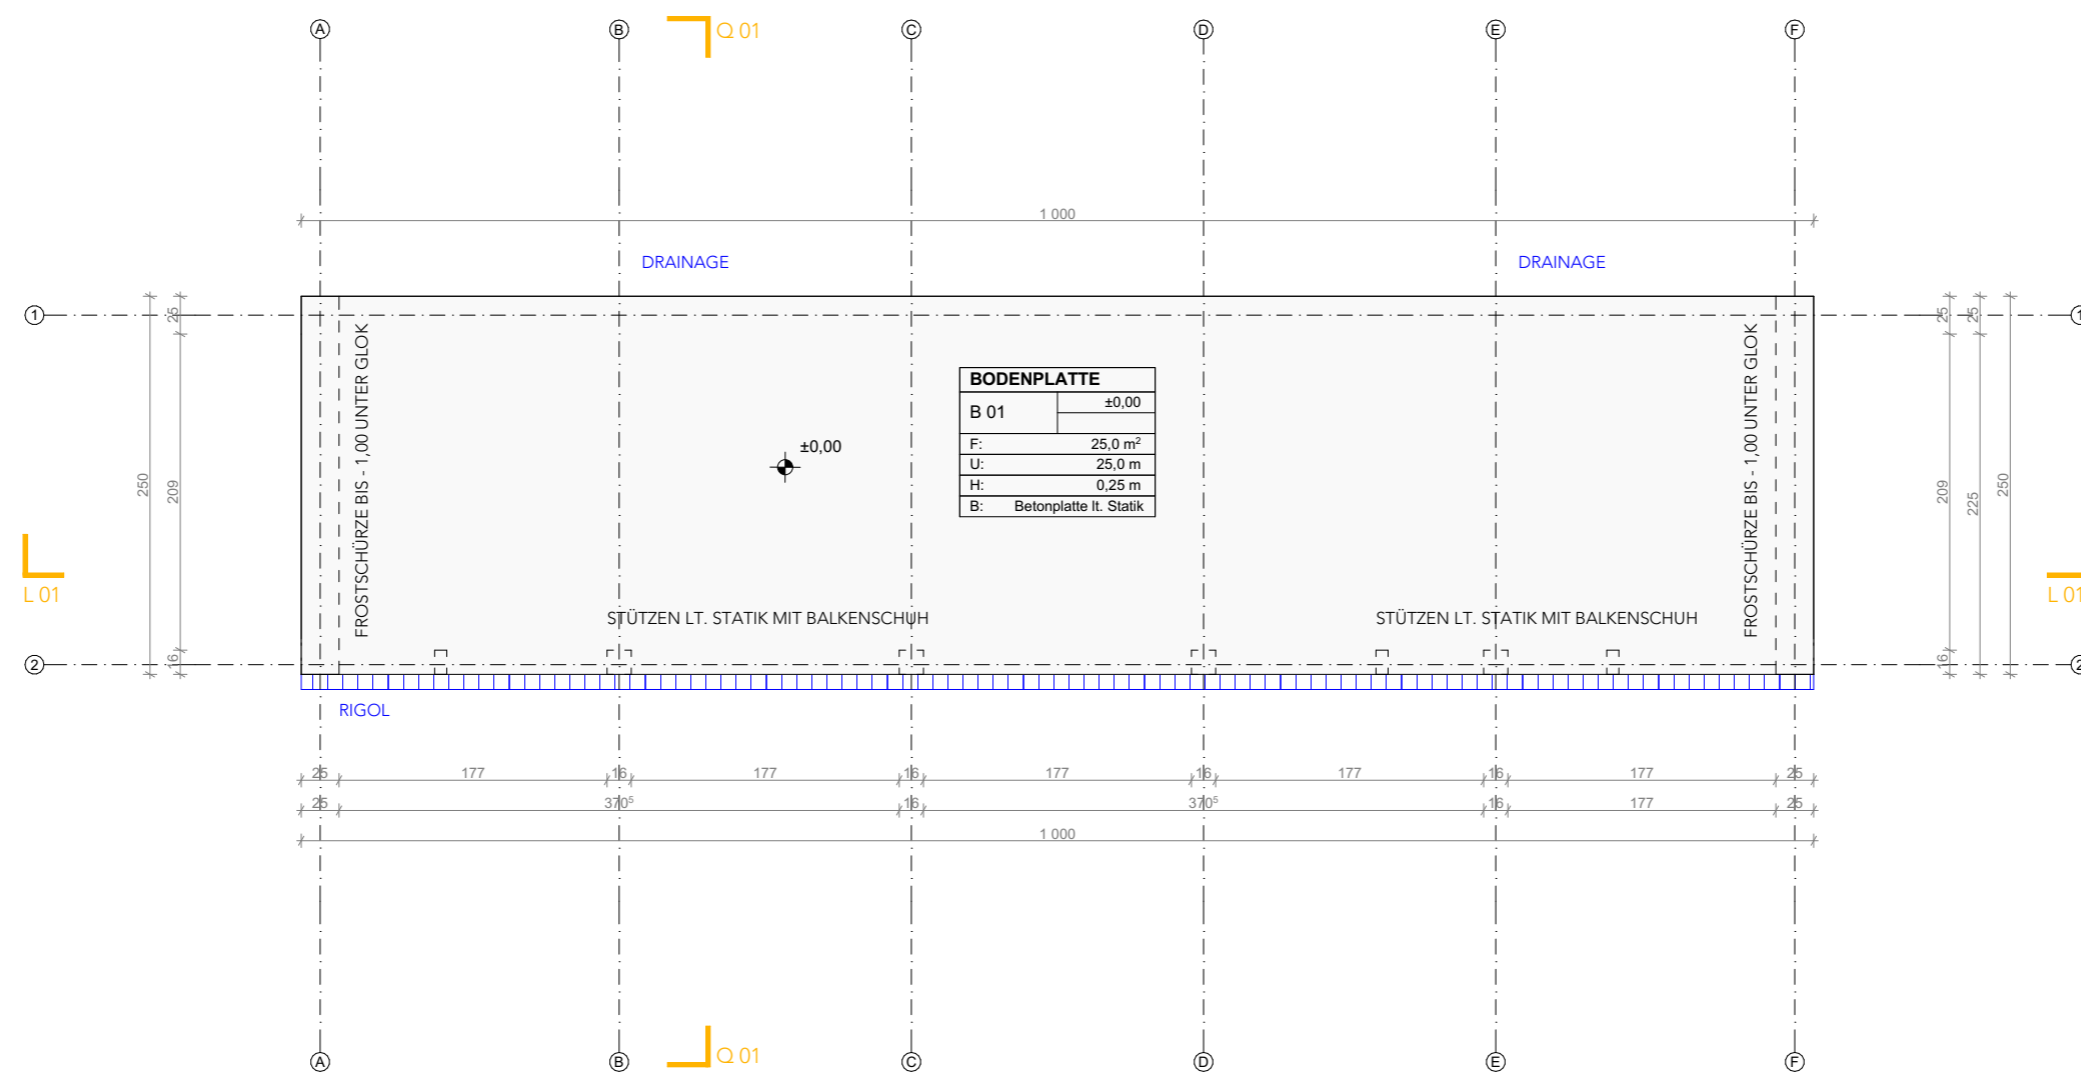 A B C D E F
Q 01
1 000
DRAINAGE DRAINAGE
1 1
25 25 25
FROSTSCHÜRZE BIS - 1,00 UNTER GLOK
FROSTSCHÜRZE BIS - 1,00 UNTER GLOK
BODENPLATTE
B 01 ±0,00
F: 25,0 m²
U: 25,0 m
H: 0,25 m
B: Betonplatte lt. Statik
±0,00
250 209 209 225 250
L 01 L 01
STÜTZEN LT. STATIK MIT BALKENSCHUH STÜTZEN LT. STATIK MIT BALKENSCHUH
16 16
2 2
RIGOL
25 177 16 177 16 177 16 177 16 177 25
25 370⁵ 16 370⁵ 16 177 25
1 000
Q 01
A B C D E F